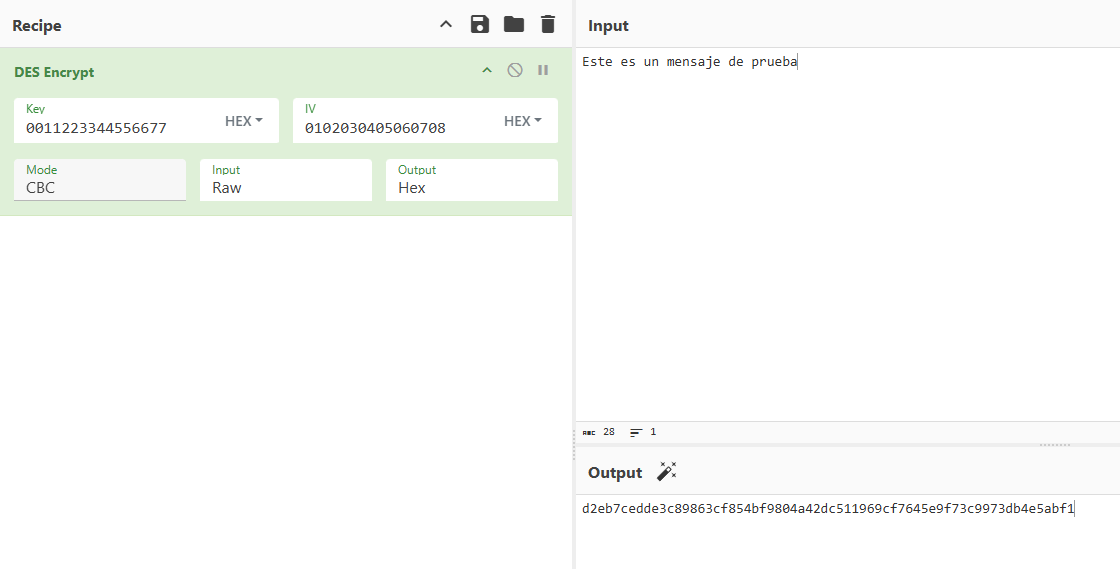 Recipe
DES Encrypt
Key
0011223344556677
HEX
IV
0102030405060708
HEX
Mode
CBC
Input
Raw
Output
Hex
Input
Este es un mensaje de prueba
ABC 28 1
Output
d2eb7cedde3c89863cf854bf9804a42dc511969cf7645e9f73c9973db4e5abf1